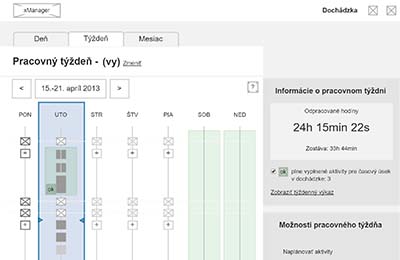 xManager
Dochádzka
Deň Týždeň Mesiac
Pracovný týždeň - (vy) Zmeniť
< 15.-21. apríl 2013 > ?
PON UTO STR ŠTV PIA SOB NED
ok
Informácie o pracovnom týždni
Odpracované hodiny
24h 15min 22s
Zostáva: 33h 44min
ok plne vyplnené aktivity pre časový úsek
v dochádzke: 3
Zobraziť týždenný výkaz
Možnosti pracovného týždňa
Naplánovať aktivity